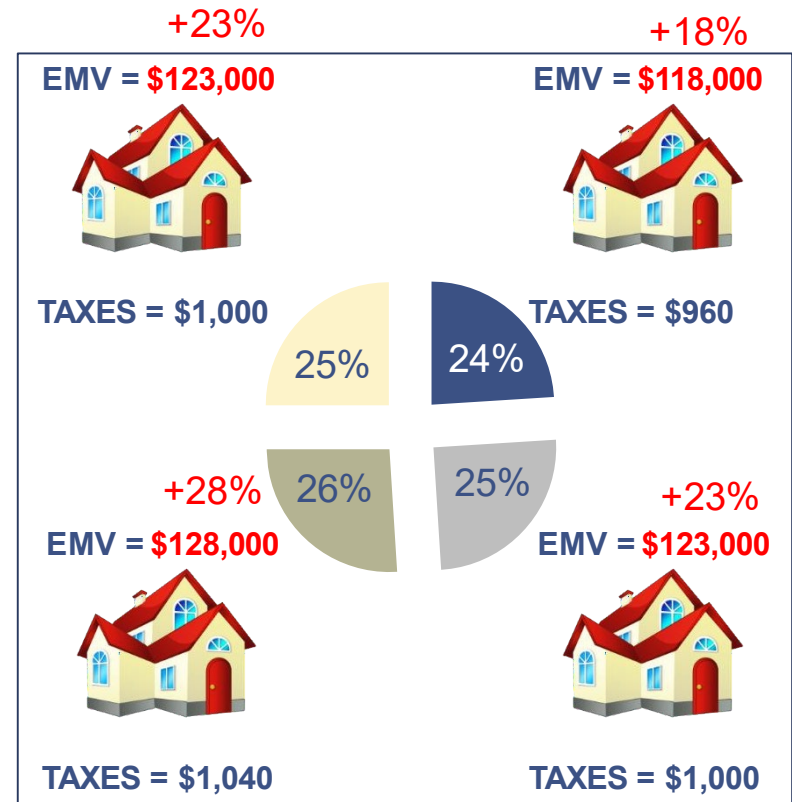 +23%
+18%
EMV = $123,000
EMV = $118,000
TAXES = $1,000
TAXES = $960
25%
24%
26%
25%
+28%
+23%
EMV = $128,000
EMV = $123,000
TAXES = $1,040
TAXES = $1,000